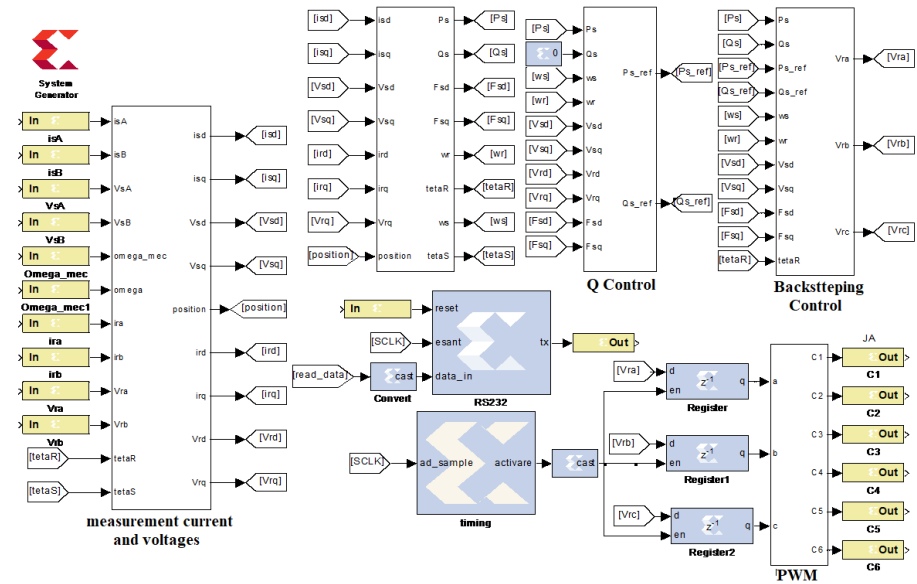 System
Generator
In
isA
In
isB
In
VsA
In
VsB
In
Omega_mec
In
Omega_mec1
In
ira
In
irb
In
Vra
In
Vrb
[tetaR]
[tetaS]
isA
isB
VsA
VsB
omega_mec
omega
ira
irb
Vra
Vrb
tetaR
tetaS
isd
isq
Vsd
Vsq
position
ird
irq
Vrd
Vrq
[isd]
[isq]
[Vsd]
[Vsq]
[position]
[ird]
[irq]
[Vrd]
[Vrq]
measurement current
and voltages
[isd]
[isq]
[Vsd]
[Vsq]
[ird]
[irq]
[Vrq]
[position]
isd
isq
Vsd
Vsq
ird
irq
Vrq
position
Ps
Qs
Fsd
Fsq
wr
tetaR
ws
tetaS
[Ps]
[Qs]
[Fsd]
[Fsq]
[wr]
[tetaR]
[ws]
[tetaS]
[Ps]
0
[ws]
[wr]
[Vsd]
[Vsq]
[Vrd]
[Vrq]
[Fsd]
[Fsq]
Ps
Qs
ws
wr
Vsd
Vsq
Vrd
Vrq
Fsd
Fsq
Ps_ref
Qs_ref
[Ps_ref]
[Qs_ref]
Q Control
[Ps]
[Qs]
[Ps_ref]
[Qs_ref]
[ws]
[wr]
[Vsd]
[Vsq]
[Fsd]
[Fsq]
[tetaR]
Ps
Qs
Ps_ref
Qs_ref
ws
wr
Vsd
Vsq
Fsd
Fsq
tetaR
Vra
Vrb
Vrc
[Vra]
[Vrb]
[Vrc]
Backstteping
Control
In
[SCLK]
[read_data]
cast
Convert
reset
esant
data_in
tx
RS232
Out
[SCLK]
ad_sample
activare
timing
cast
[Vra]
d
en
z-1
q
Register
[Vrb]
d
en
z-1
q
Register1
[Vrc]
d
en
z-1
q
Register2
a
b
c
C1
C2
C3
C4
C5
C6
PWM
JA
Out
C1
Out
C2
Out
C3
Out
C4
Out
C5
Out
C6